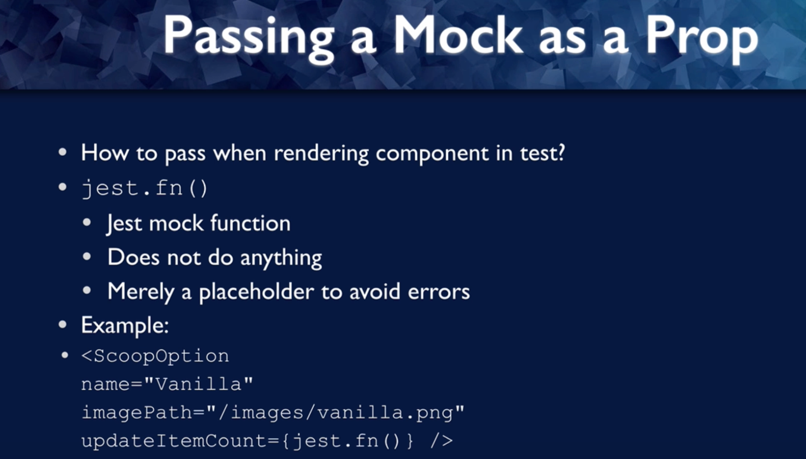 Passing a Mock as a Prop
• How to pass when rendering component in test?
• jest.fn()
• Jest mock function
• Does not do anything
• Merely a placeholder to avoid errors
• Example:
• <ScoopOption
name="Vanilla"
imagePath="/images/vanilla.png"
updateItemCount={jest.fn()} />